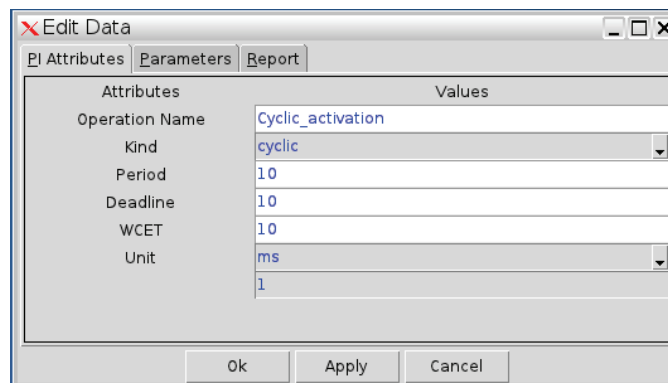 Edit Data
PI Attributes Parameters Report
Attributes Values
Operation Name Cyclic_activation
Kind cyclic
Period 10
Deadline 10
WCET 10
Unit ms
1
Ok Apply Cancel